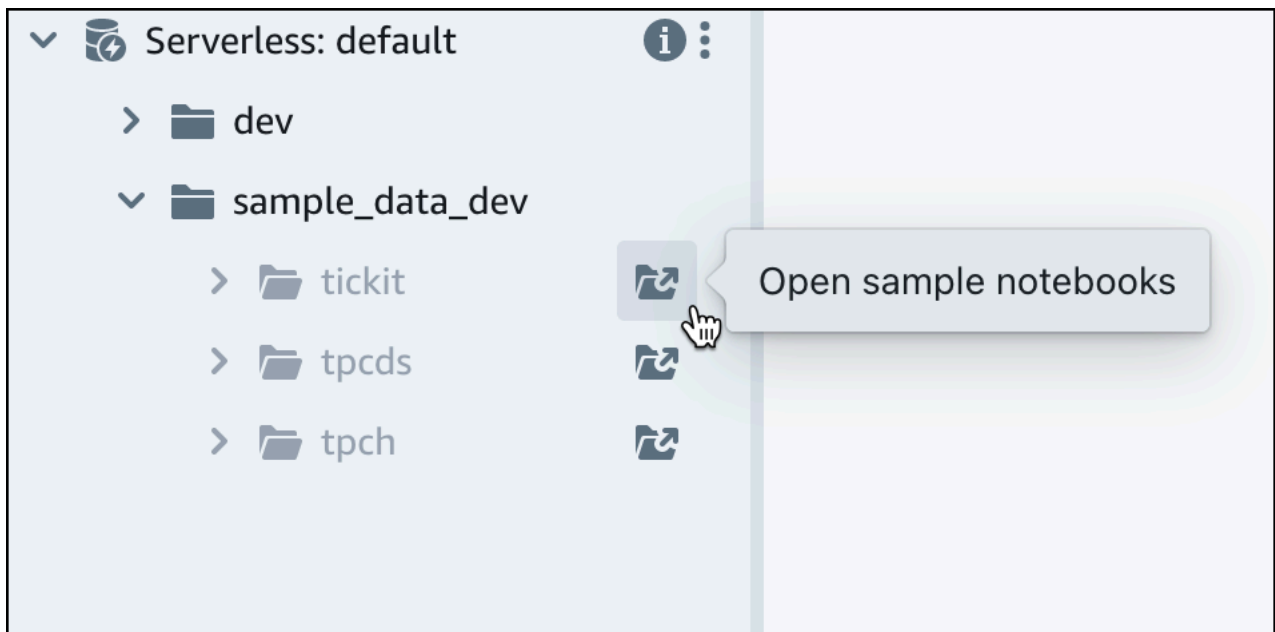 Serverless: default
dev
sample_data_dev
tickit
Open sample notebooks
tpcds
tpch